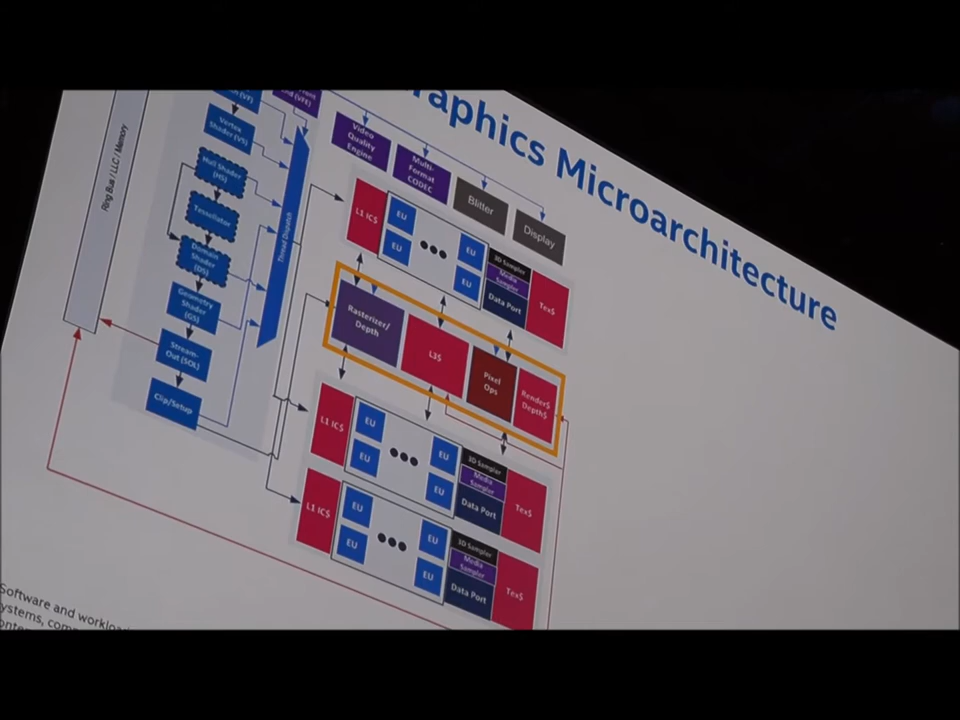 raphics Microarchitecture
Ring Bus / LLC / Memory
Vertex
Shader (VS)
Hull Shader
(HS)
Tessellator
Domain
Shader
(DS)
Geometry
Shader
(GS)
Stream-
Out (SOL)
Clip/Setup
Thread Dispatch
Video
Quality
Engine
Multi-
Format
CODEC
Blitter
Display
L1 IC$
EU
EU
EU
EU
3D Sampler
Media
Sampler
Data Port
Tex$
Rasterizer/
Depth
L3$
Pixel
Ops
Render$
Depth$
L1 IC$
EU
EU
EU
EU
3D Sampler
Media
Sampler
Data Port
Tex$
L1 IC$
EU
EU
EU
EU
3D Sampler
Media
Sampler
Data Port
Tex$
Software and workloa
ystems, com